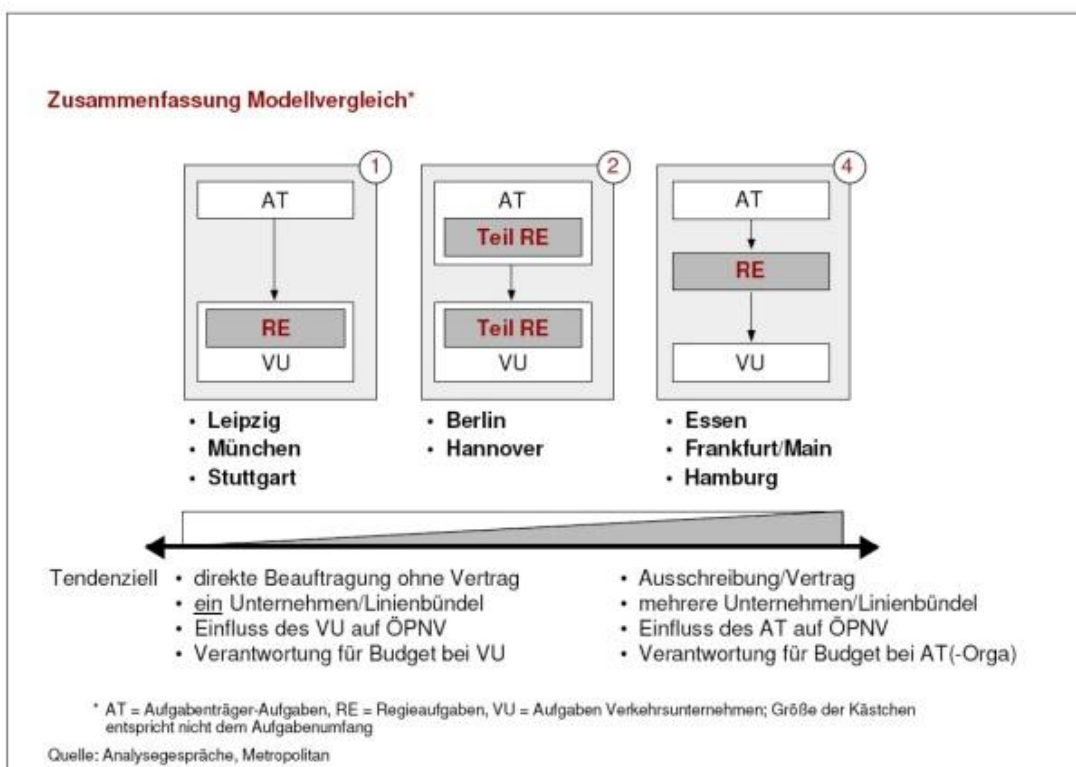 Zusammenfassung Modellvergleich*
1
AT
RE
VU
2
AT
Teil RE
Teil RE
VU
4
AT
RE
VU
• Leipzig
• München
• Stuttgart
• Berlin
• Hannover
• Essen
• Frankfurt/Main
• Hamburg
Tendenziell
• direkte Beauftragung ohne Vertrag
• ein Unternehmen/Linienbündel
• Einfluss des VU auf ÖPNV
• Verantwortung für Budget bei VU
• Ausschreibung/Vertrag
• mehrere Unternehmen/Linienbündel
• Einfluss des AT auf ÖPNV
• Verantwortung für Budget bei AT(-Orga)
* AT = Aufgabenträger-Aufgaben, RE = Regieaufgaben, VU = Aufgaben Verkehrsunternehmen; Größe der Kästchen
entspricht nicht dem Aufgabenumfang
Quelle: Analysegespräche, Metropolitan